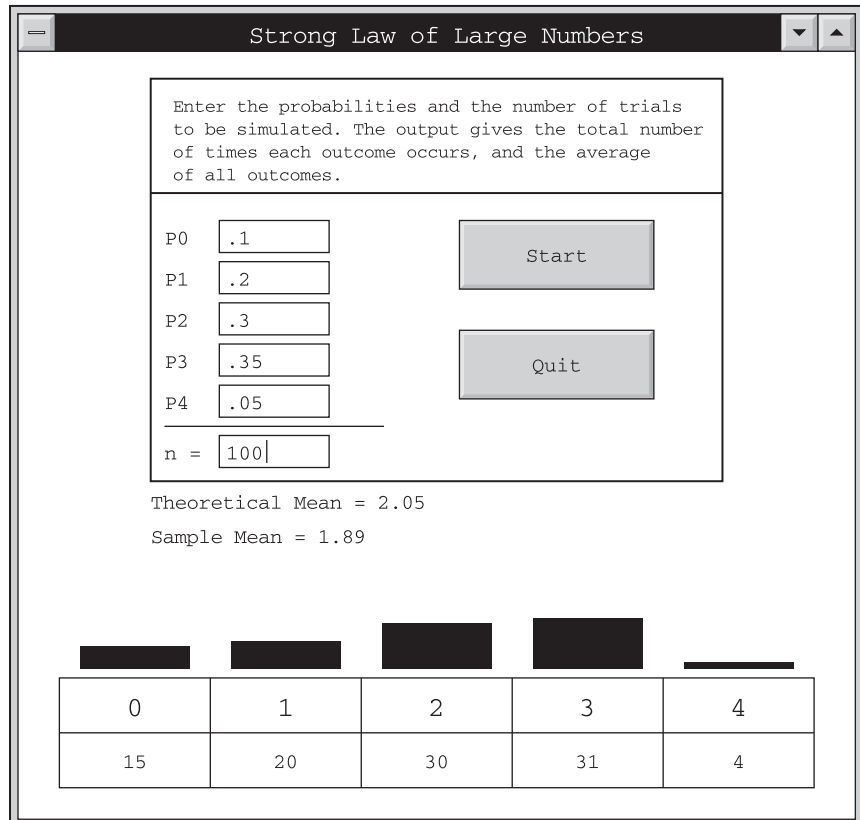 Strong Law of Large Numbers
Enter the probabilities and the number of trials
to be simulated. The output gives the total number
of times each outcome occurs, and the average
of all outcomes.
P0 .1
P1 .2
P2 .3
P3 .35
P4 .05
n = 100
Start
Quit
Theoretical Mean = 2.05
Sample Mean = 1.89
0 1 2 3 4
15 20 30 31 4